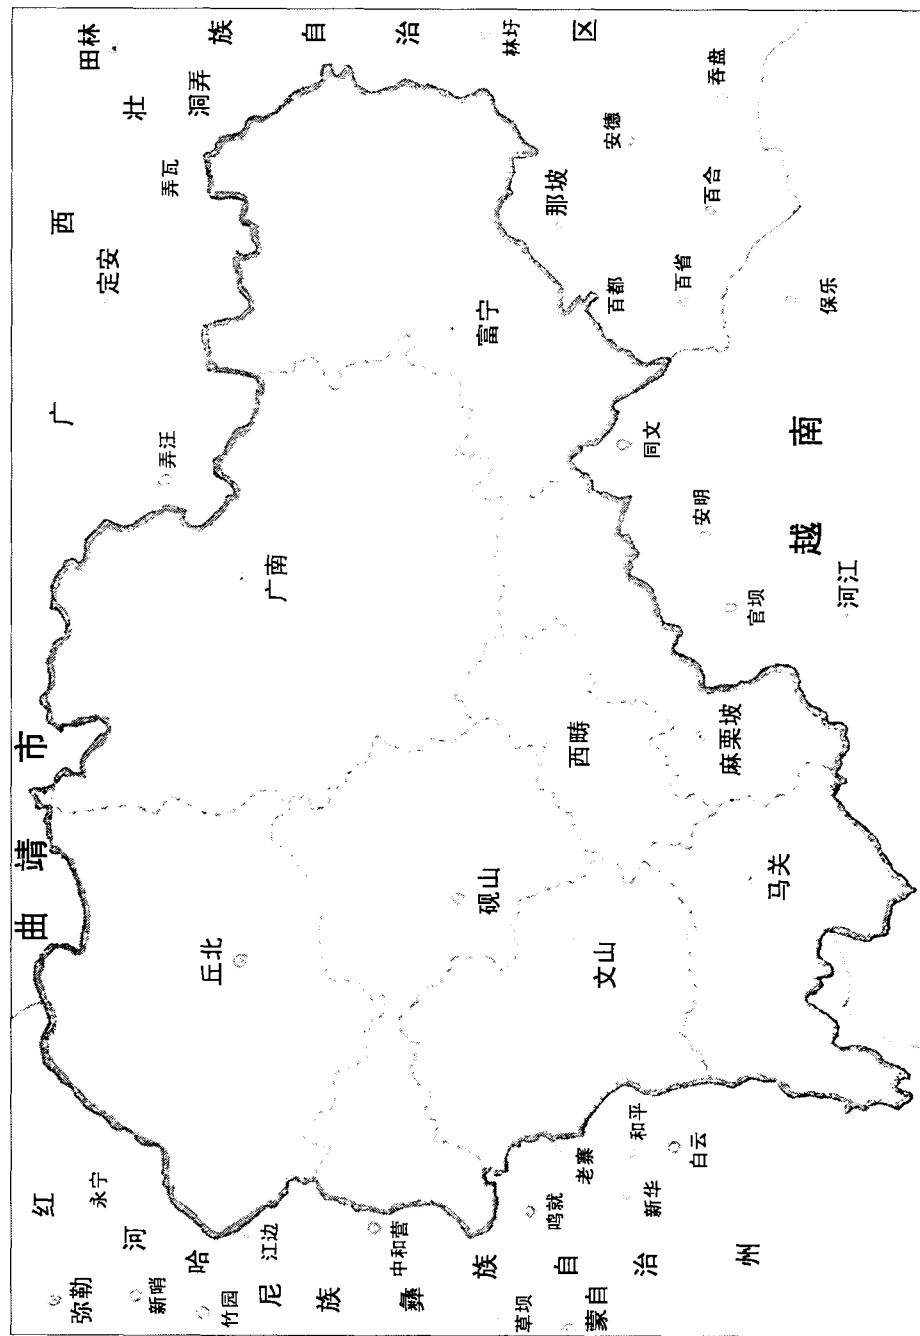 曲靖市
广西壮族自治区
红河哈尼族彝族自治州
越南
田林
洞弄
弄瓦
定安
弄汪
林圩
吞盘
安德
那坡
百合
百都
百省
保乐
富宁
广南
同文
安明
官坝
河江
西畴
麻栗坡
丘北
砚山
文山
马关
永宁
弥勒
新哨
竹园
江边
中和营
鸣就
老寨
和平
新华
白云
草坝
蒙自